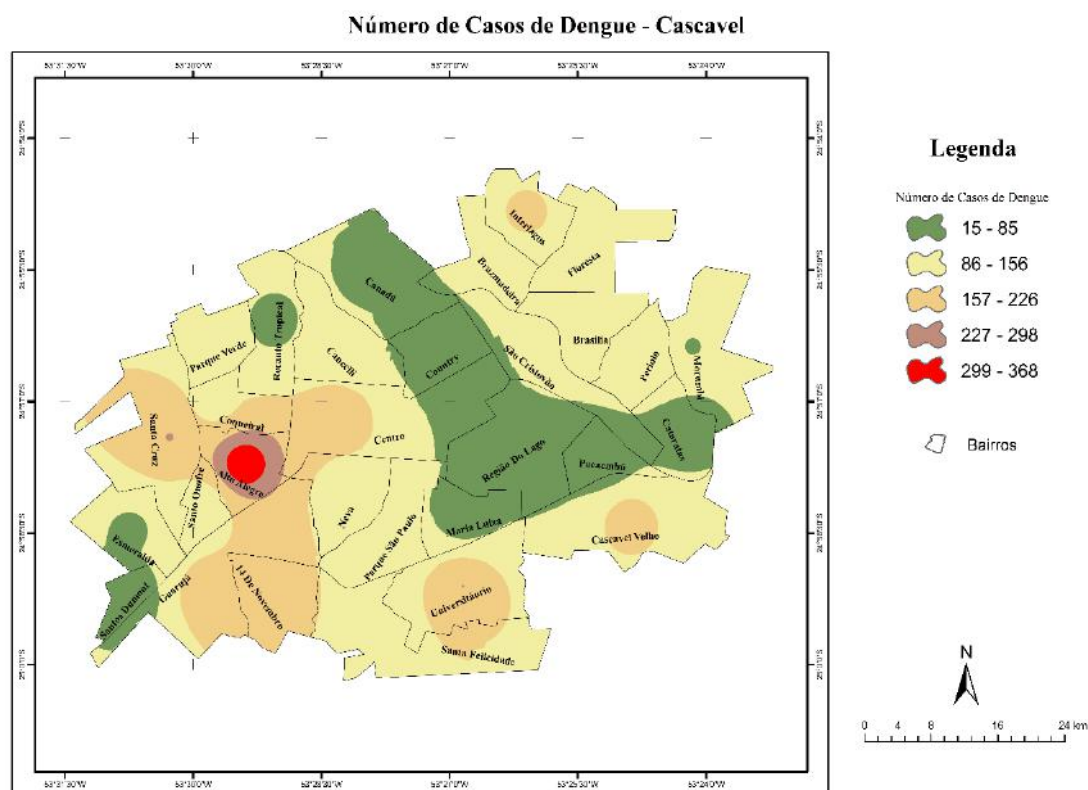 Número de Casos de Dengue - Cascavel
Interlagos
Brazmadeira
Floresta
Canadá
Recanto Tropical
Parque Verde
Cancelli
Country
São Cristovão
Brasília
Periolo
Morumbi
Santa Cruz
Coqueiral
Centro
Alto Alegre
Santo Onofre
Neva
Parque São Paulo
Região Do Lago
Pacaembú
Cataratas
Maria Luiza
Cascavel Velho
Esmeralda
Santos Dumont
Guarujá
14 De Novembro
Santa Felicidade
Legenda
Número de Casos de Dengue
15 - 85
86 - 156
157 - 226
227 - 298
299 - 368
Bairros
N
0 4 8 16 24 km